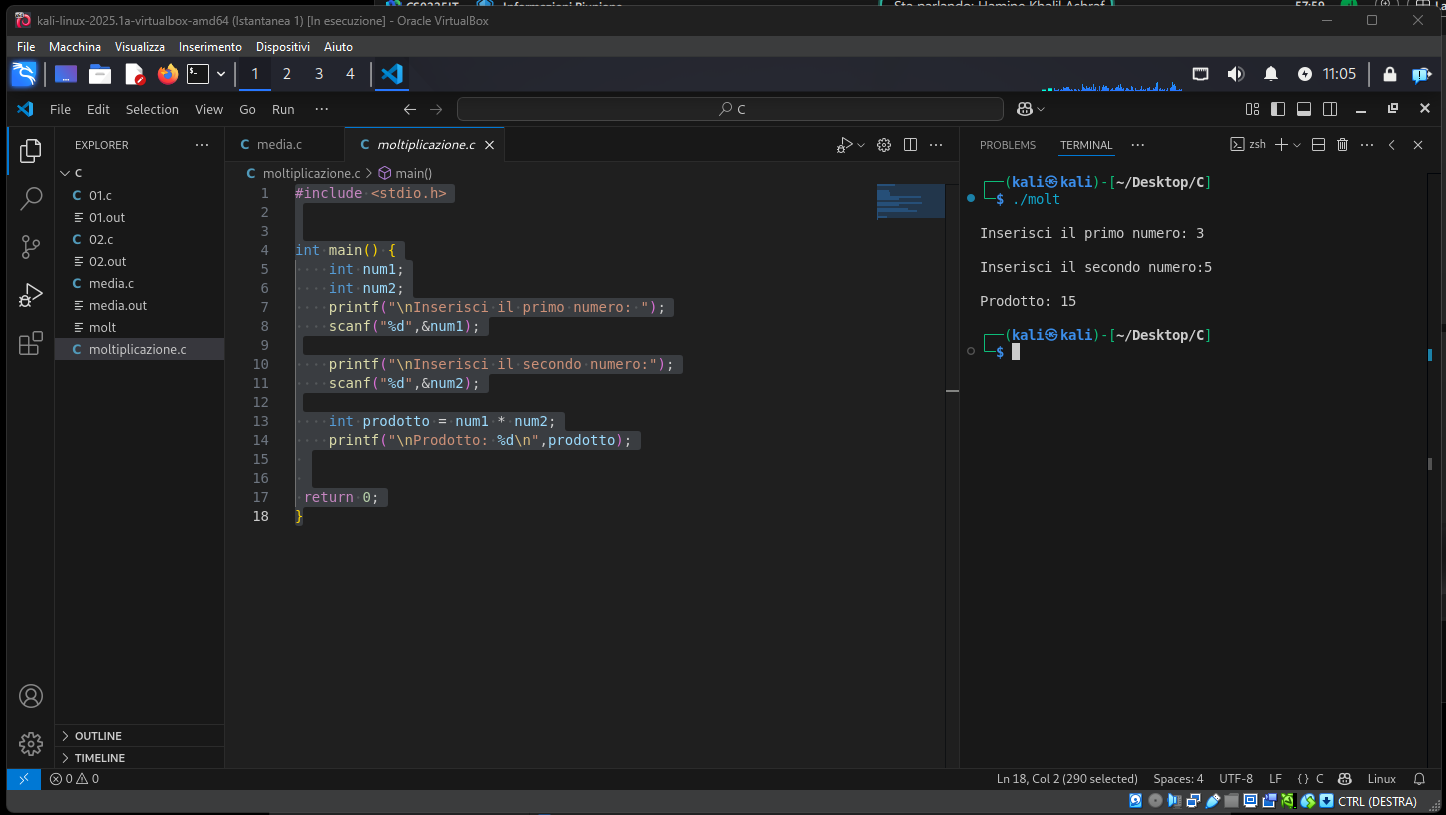 Sta parlando: Hamine Khalil Ashraf
57:59
kali-linux-2025.1a-virtualbox-amd64 (Istantanea 1) [In esecuzione] - Oracle VirtualBox
File Macchina Visualizza Inserimento Dispositivi Aiuto
1 2 3 4
11:05
File Edit Selection View Go Run ···
C
EXPLORER ···
C media.c
C moltiplicazione.c
PROBLEMS TERMINAL ···
zsh
C
C 01.c
01.out
C 02.c
02.out
C media.c
media.out
molt
C moltiplicazione.c
OUTLINE
TIMELINE
C moltiplicazione.c > main()
1 #include <stdio.h>
2
3
4 int main() {
5 int num1;
6 int num2;
7 printf("\nInserisci il primo numero: ");
8 scanf("%d",&num1);
9
10 printf("\nInserisci il secondo numero:");
11 scanf("%d",&num2);
12
13 int prodotto = num1 * num2;
14 printf("\nProdotto: %d\n",prodotto);
15
16
17 return 0;
18 }
┌──(kali㉿kali)-[~/Desktop/C]
└─$ ./molt
Inserisci il primo numero: 3
Inserisci il secondo numero:5
Prodotto: 15
┌──(kali㉿kali)-[~/Desktop/C]
└─$
0 0
Ln 18, Col 2 (290 selected) Spaces: 4 UTF-8 LF {} C Linux
CTRL (DESTRA)